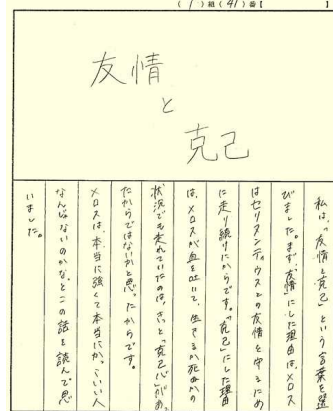 (1)組(41)番【 】
友情
と
克己
私は、「友情と克己」という言葉を選
びました。まず、「友情」にした理由は、メロス
はセリヌンティウスとの友情を守るため
に走り続けたからです。「克己」にした理由
は、メロスが血を吐いて、生きるか死ぬかの
状況でも走れていたのは、きっと「克己心」があっ
たからではないかと思ったからです。
メロスは、本当に強くて本当にかっこいい人
なんじゃないのかな、とこの話を読んで思
いました。